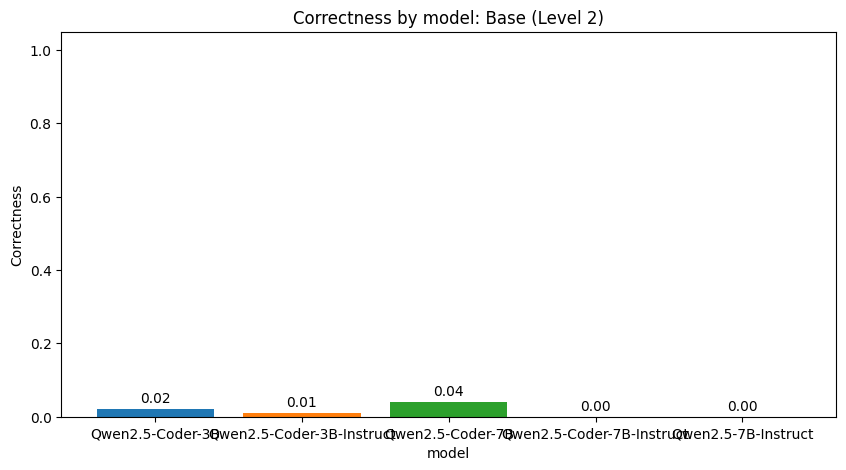 Correctness by model: Base (Level 2)
1.0
0.8
0.6
0.4
0.2
0.0
Correctness
0.02
0.01
0.04
0.00
0.00
Qwen2.5-Coder-3B
Qwen2.5-Coder-3B-Instruct
Qwen2.5-Coder-7B
Qwen2.5-Coder-7B-Instruct
Qwen2.5-7B-Instruct
model